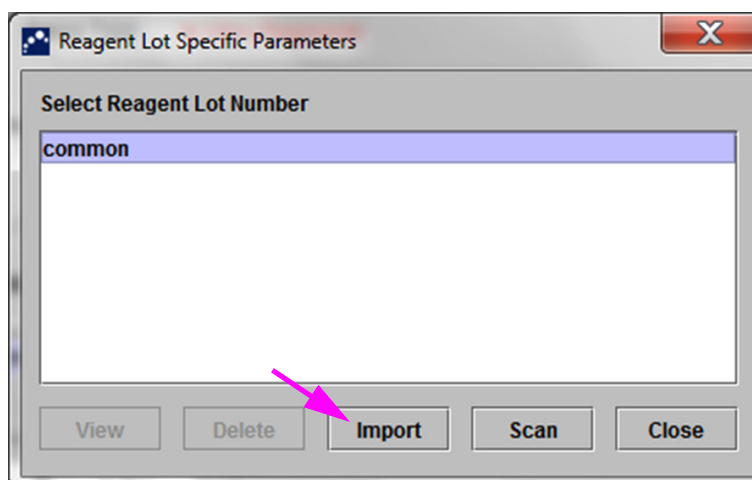 Reagent Lot Specific Parameters
Select Reagent Lot Number
common
View Delete Import Scan Close